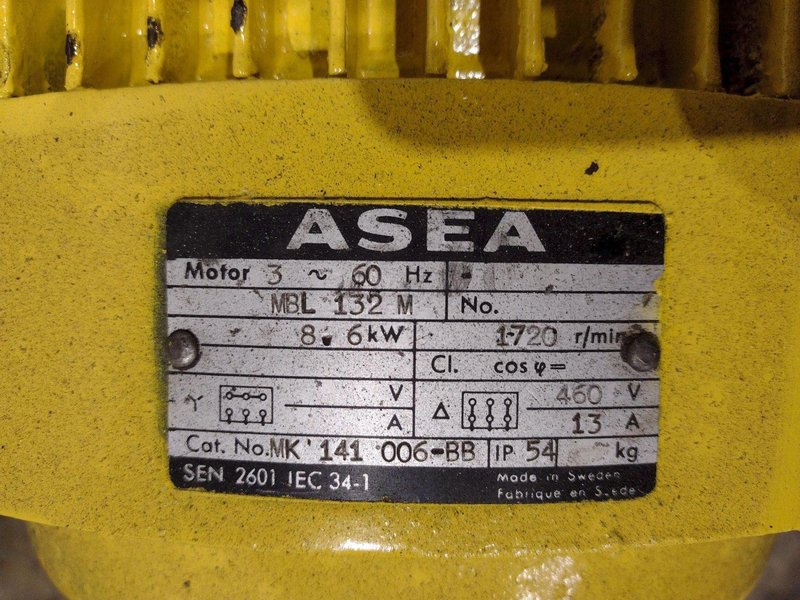 ASEA
Motor 3 ~ 60 Hz
MBL 132 M No.
8.6 kW 1720 r/min
Cl. cos φ=
Y V Δ 460 V
A 13 A
Cat. No. MK 141 006-BB IP 54 kg
SEN 2601 IEC 34-1 Made in Sweden
Fabrique en Suède